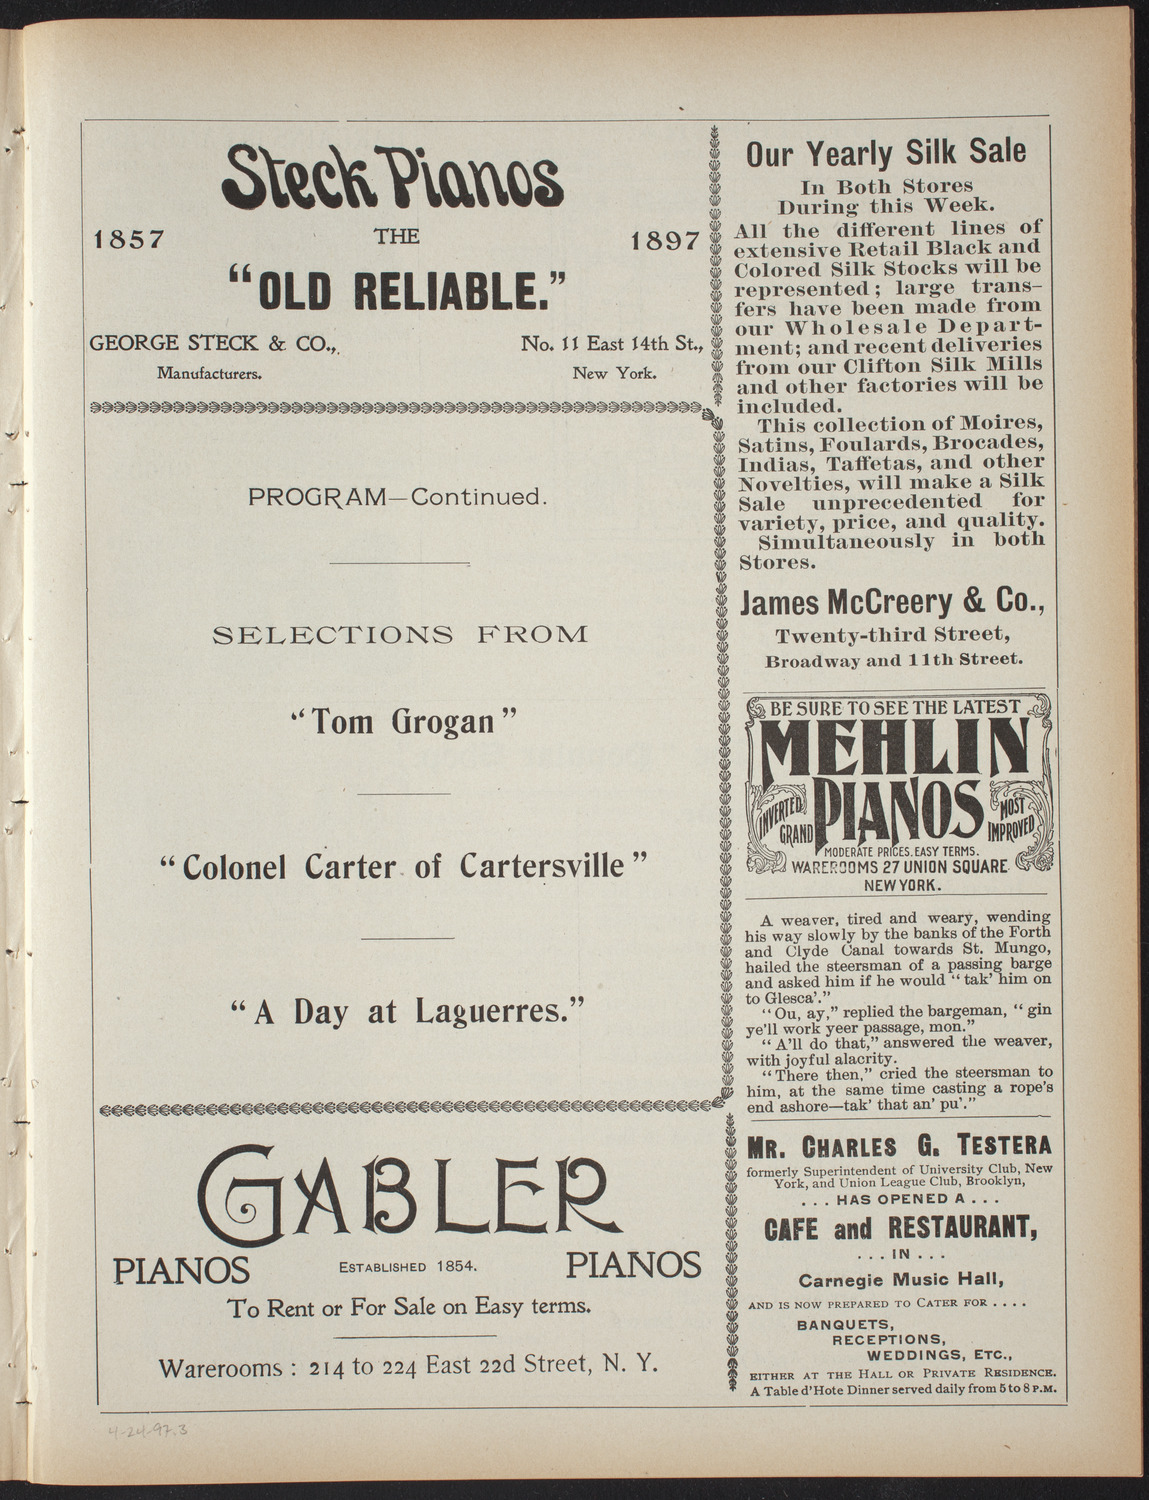 Steck Pianos
1857 THE 1897
"OLD RELIABLE."
GEORGE STECK & CO., No. 11 East 14th St.,
Manufacturers. New York.
PROGRAM—Continued.
SELECTIONS FROM
"Tom Grogan"
"Colonel Carter of Cartersville"
"A Day at Laguerres."
GABLER
PIANOS ESTABLISHED 1854. PIANOS
To Rent or For Sale on Easy terms.
Warerooms: 214 to 224 East 22d Street, N. Y.
Our Yearly Silk Sale
In Both Stores
During this Week.
All the different lines of
extensive Retail Black and
Colored Silk Stocks will be
represented; large trans-
fers have been made from
our Wholesale Depart-
ment; and recent deliveries
from our Clifton Silk Mills
and other factories will be
included.
This collection of Moires,
Satins, Foulards, Brocades,
Indias, Taffetas, and other
Novelties, will make a Silk
Sale unprecedented for
variety, price, and quality.
Simultaneously in both
Stores.
James McCreery & Co.,
Twenty-third Street,
Broadway and 11th Street.
BE SURE TO SEE THE LATEST
MEHLIN
PIANOS
INVERTED GRAND
MOST IMPROVED
MODERATE PRICES. EASY TERMS.
WAREROOMS 27 UNION SQUARE
NEW YORK.
A weaver, tired and weary, wending
his way slowly by the banks of the Forth
and Clyde Canal towards St. Mungo,
hailed the steersman of a passing barge
and asked him if he would "tak' him on
to Glesca'."
"Ou, ay," replied the bargeman, "gin
ye'll work yeer passage, mon."
"A'll do that," answered the weaver,
with joyful alacrity.
"There then," cried the steersman to
him, at the same time casting a rope's
end ashore—tak' that an' pu'."
MR. CHARLES G. TESTERA
formerly Superintendent of University Club, New
York, and Union League Club, Brooklyn,
... HAS OPENED A ...
CAFE and RESTAURANT,
... IN ...
Carnegie Music Hall,
AND IS NOW PREPARED TO CATER FOR ....
BANQUETS,
RECEPTIONS,
WEDDINGS, ETC.,
EITHER AT THE HALL OR PRIVATE RESIDENCE.
A Table d'Hote Dinner served daily from 5 to 8 P.M.
4-24-97.3